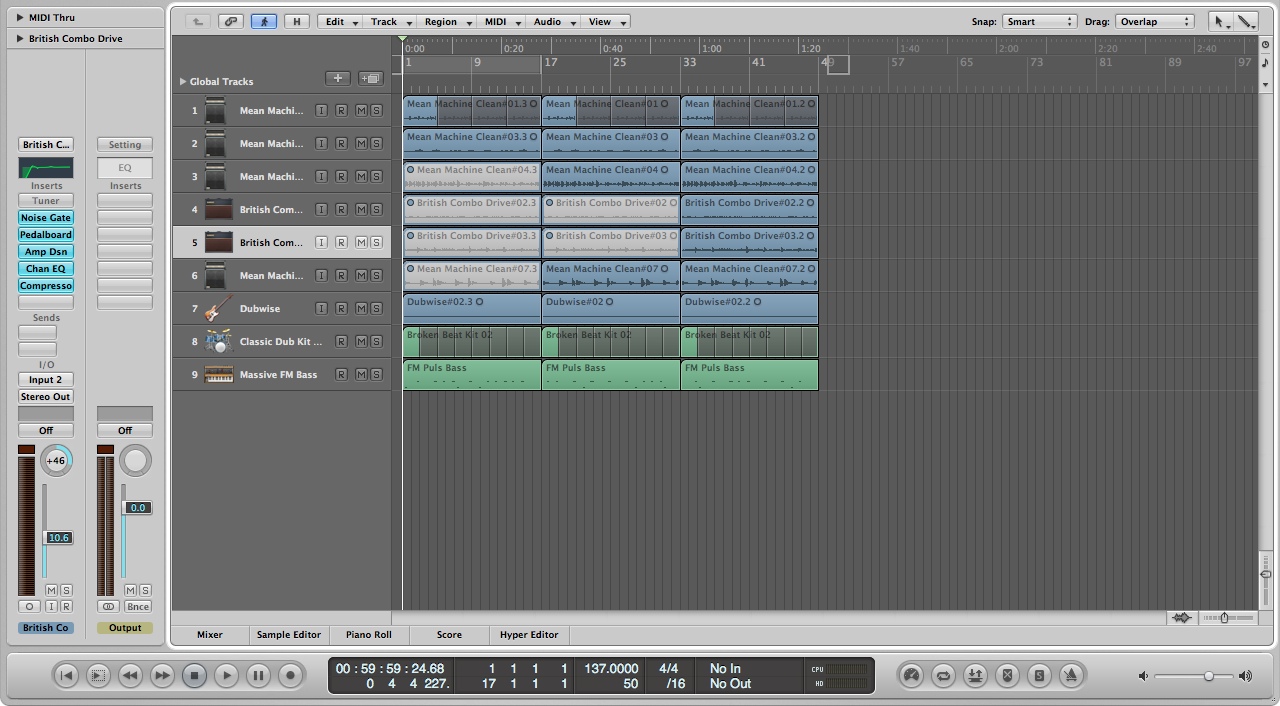 MIDI Thru
British Combo Drive
H Edit Track Region MIDI Audio View Snap: Smart Drag: Overlap
0:00 0:20 0:40 1:00 1:20 1:40 2:00 2:20 2:40
1 9 17 25 33 41 49 57 65 73 81 89 97
Global Tracks
1 Mean Machi... I R M S Mean Machine Clean#01.3 Mean Machine Clean#01 Mean Machine Clean#01.2
2 Mean Machi... I R M S Mean Machine Clean#03.3 Mean Machine Clean#03 Mean Machine Clean#03.2
3 Mean Machi... I R M S Mean Machine Clean#04.3 Mean Machine Clean#04 Mean Machine Clean#04.2
4 British Com... I R M S British Combo Drive#02.3 British Combo Drive#02 British Combo Drive#02.2
5 British Com... I R M S British Combo Drive#03.3 British Combo Drive#03 British Combo Drive#03.2
6 Mean Machi... I R M S Mean Machine Clean#07.3 Mean Machine Clean#07 Mean Machine Clean#07.2
7 Dubwise I R M S Dubwise#02.3 Dubwise#02 Dubwise#02.2
8 Classic Dub Kit ... R M S Broken Beat Kit 02 Broken Beat Kit 02 Broken Beat Kit 02
9 Massive FM Bass R M S FM Puls Bass FM Puls Bass FM Puls Bass
British C... Setting
EQ
Inserts Inserts
Tuner
Noise Gate
Pedalboard
Amp Dsn
Chan EQ
Compresso
Sends
I/O
Input 2
Stereo Out
Off Off
+46
0.0
10.6
M S M S
I R Bnce
British Co Output
Mixer Sample Editor Piano Roll Score Hyper Editor
00 : 59 : 59 : 24.68 1 1 1 1 137.0000 4/4 No In CPU
0 4 4 227. 17 1 1 1 50 /16 No Out HD
S